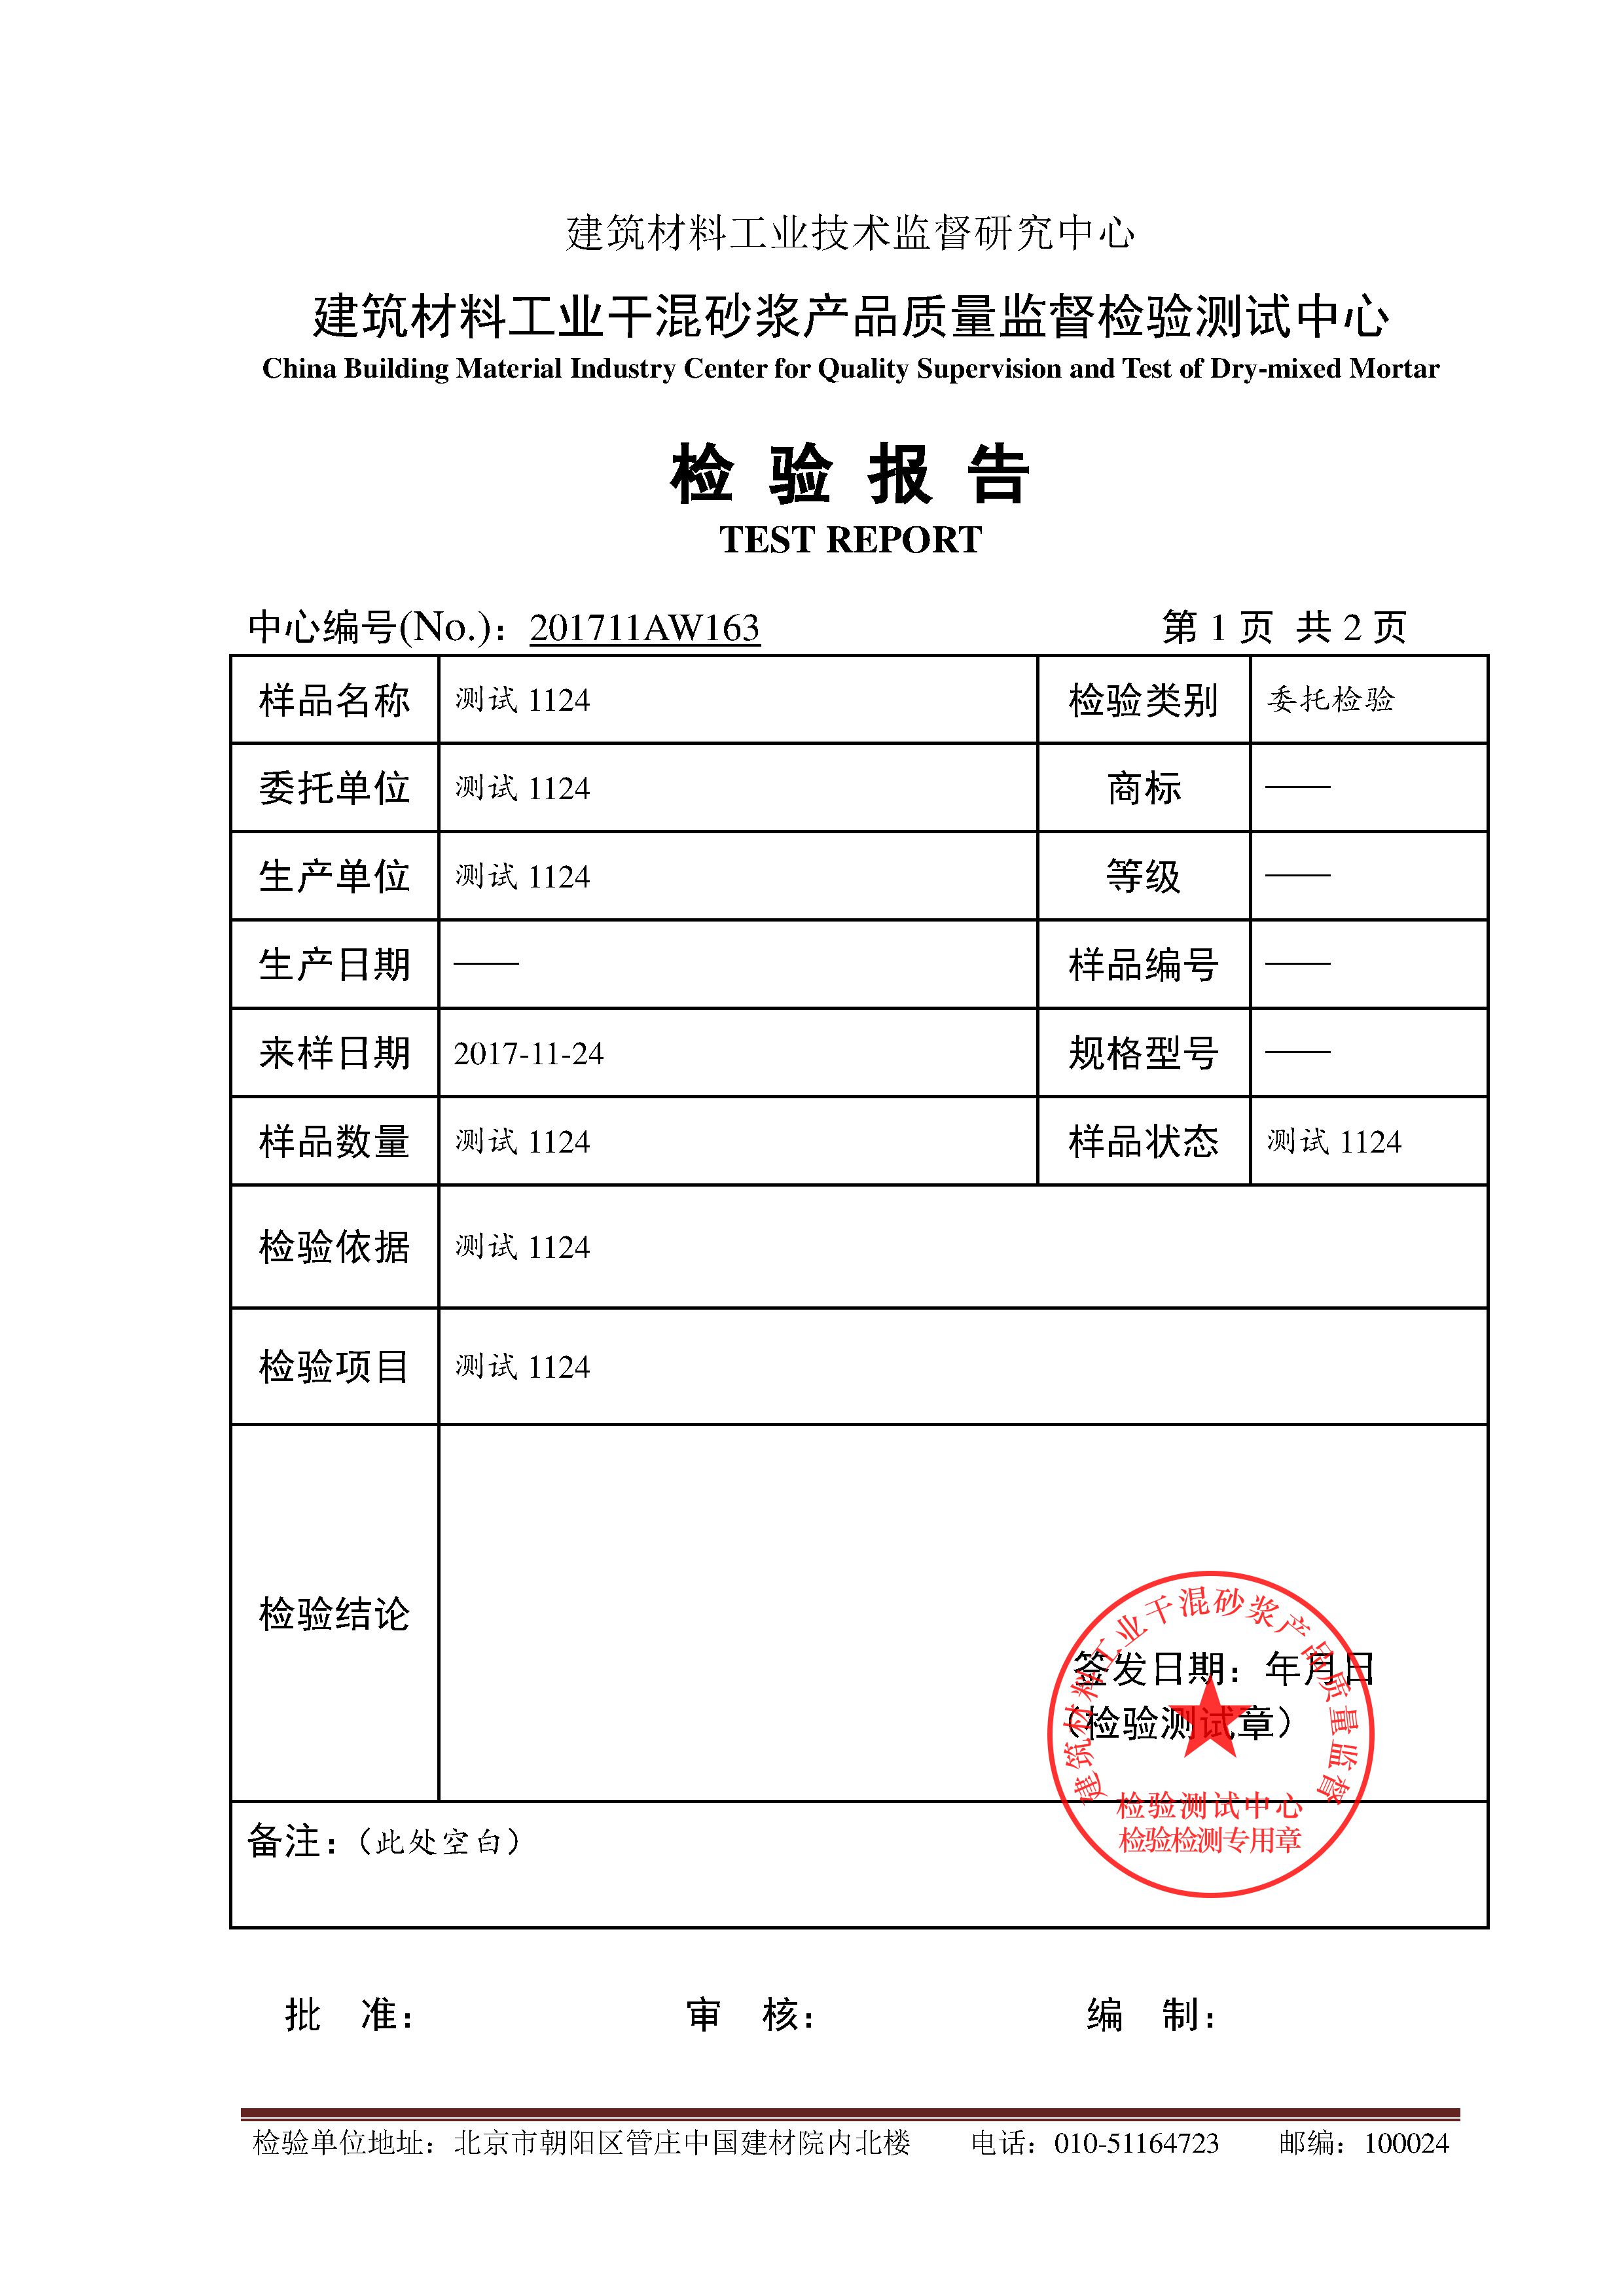 建筑材料工业技术监督研究中心
建筑材料工业干混砂浆产品质量监督检验测试中心
China Building Material Industry Center for Quality Supervision and Test of Dry-mixed Mortar
检 验 报 告
TEST REPORT
中心编号(No.)：201711AW163 第 1 页 共 2 页
样品名称 测试 1124 检验类别 委托检验
委托单位 测试 1124 商标 ——
生产单位 测试 1124 等级 ——
生产日期 —— 样品编号 ——
来样日期 2017-11-24 规格型号 ——
样品数量 测试 1124 样品状态 测试 1124
检验依据 测试 1124
检验项目 测试 1124
检验结论
签发日期：年月日
（检验测试章）
建筑材料工业干混砂浆产品质量监督
检验测试中心
检验检测专用章
备注：（此处空白）
批 准： 审 核： 编 制：
检验单位地址：北京市朝阳区管庄中国建材院内北楼 电话：010-51164723 邮编：100024